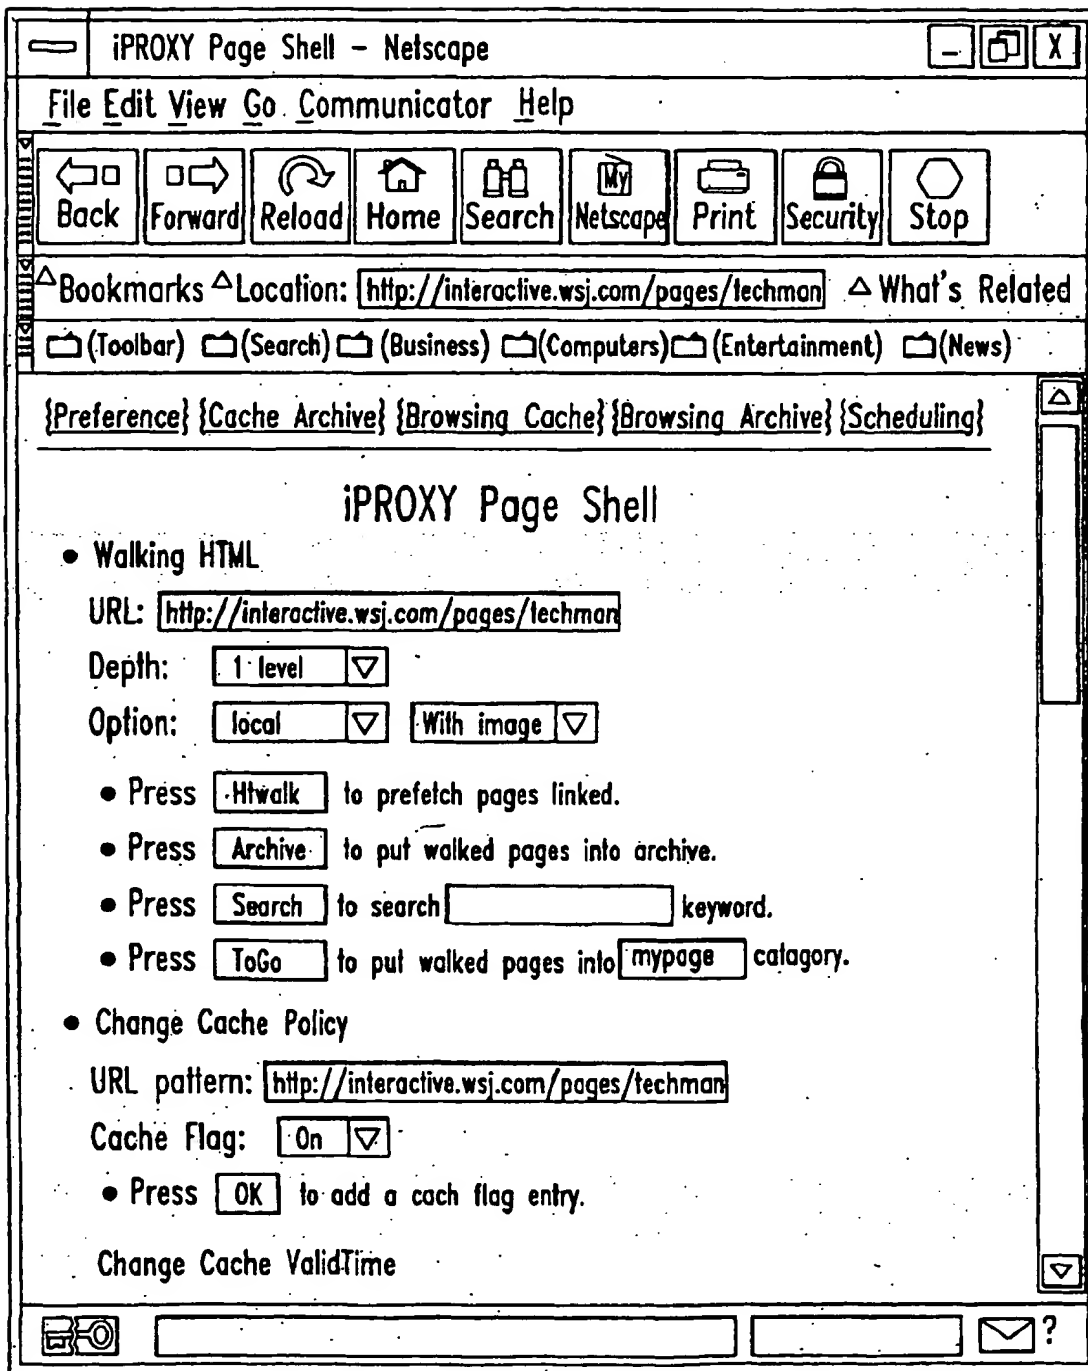 iPROXY Page Shell – Netscape
_ X
File Edit View Go Communicator Help
Back Forward Reload Home Search My Netscape Print Security Stop
Bookmarks Location: http://interactive.wsj.com/pages/techman What's Related
(Toolbar) (Search) (Business) (Computers) (Entertainment) (News)
{Preference} {Cache Archive} {Browsing Cache} {Browsing Archive} {Scheduling}
iPROXY Page Shell
• Walking HTML
URL: http://interactive.wsj.com/pages/techman
Depth: 1 level
Option: local With image
• Press Htwalk to prefetch pages linked.
• Press Archive to put walked pages into archive.
• Press Search to search keyword.
• Press ToGo to put walked pages into mypage catagory.
• Change Cache Policy
URL pattern: http://interactive.wsj.com/pages/techman
Cache Flag: On
• Press OK to add a cach flag entry.
Change Cache ValidTime
?